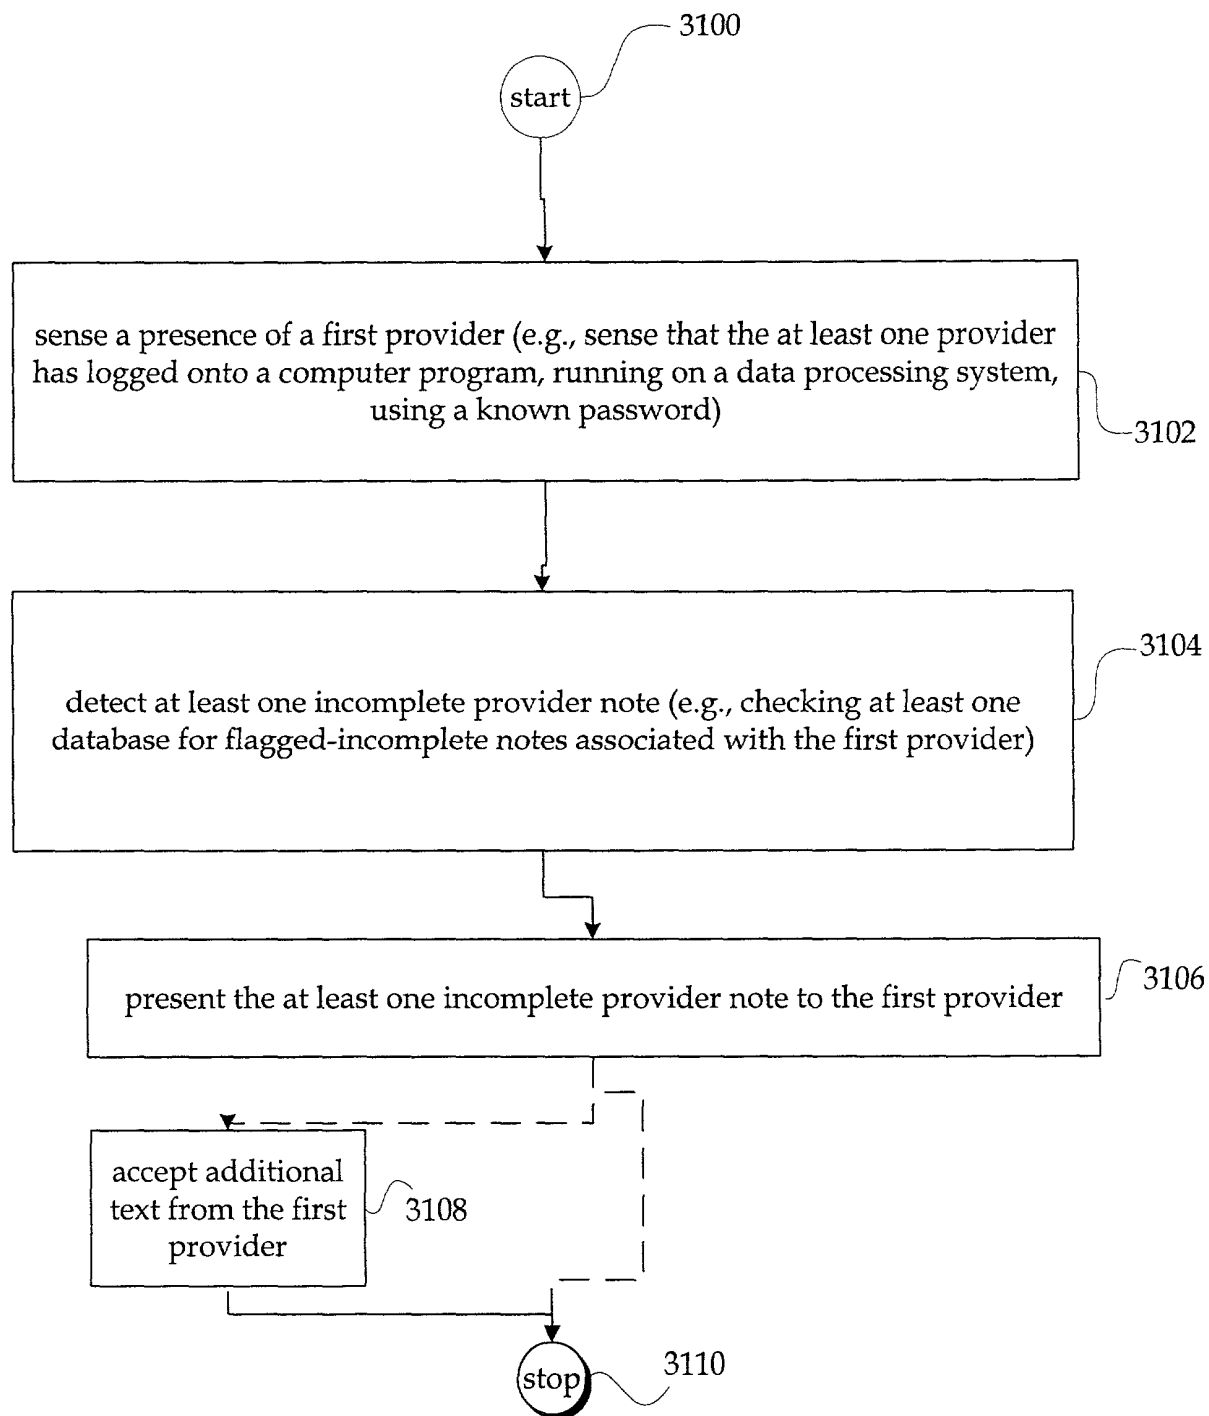 3100
start
sense a presence of a first provider (e.g., sense that the at least one provider
has logged onto a computer program, running on a data processing system,
using a known password)
3102
3104
detect at least one incomplete provider note (e.g., checking at least one
database for flagged-incomplete notes associated with the first provider)
3106
present the at least one incomplete provider note to the first provider
accept additional
text from the first
provider
3108
stop
3110